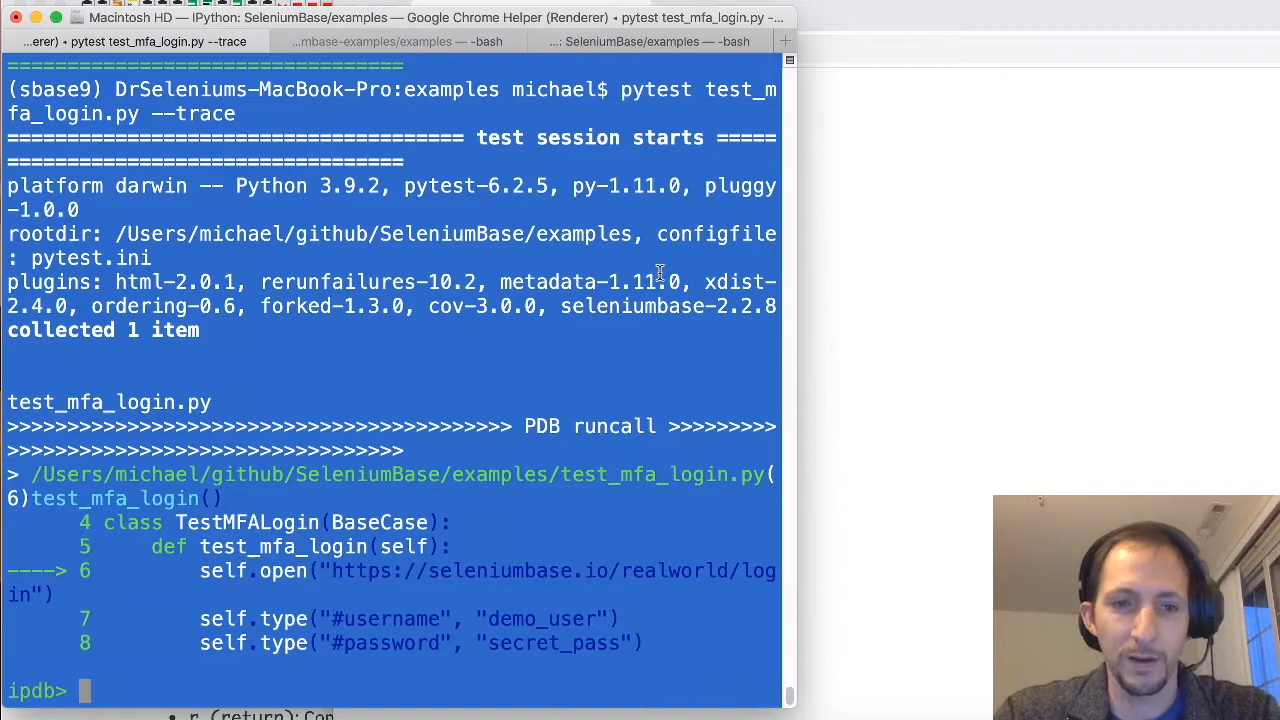 Macintosh HD — IPython: SeleniumBase/examples — Google Chrome Helper (Renderer) ◂ pytest test_mfa_login.py -...
...erer) ◂ pytest test_mfa_login.py --trace
...mbase-examples/examples — -bash
...: SeleniumBase/examples — -bash
+
=================================
(sbase9) DrSeleniums-MacBook-Pro:examples michael$ pytest test_m
fa_login.py --trace
====================================== test session starts =====
=================================
platform darwin -- Python 3.9.2, pytest-6.2.5, py-1.11.0, pluggy
-1.0.0
rootdir: /Users/michael/github/SeleniumBase/examples, configfile
: pytest.ini
plugins: html-2.0.1, rerunfailures-10.2, metadata-1.11.0, xdist-
2.4.0, ordering-0.6, forked-1.3.0, cov-3.0.0, seleniumbase-2.2.8
collected 1 item
test_mfa_login.py
>>>>>>>>>>>>>>>>>>>>>>>>>>>>>>>>>>>>>>>>>> PDB runcall >>>>>>>>>
>>>>>>>>>>>>>>>>>>>>>>>>>>>>>>>>>
> /Users/michael/github/SeleniumBase/examples/test_mfa_login.py(
6)test_mfa_login()
4 class TestMFALogin(BaseCase):
5     def test_mfa_login(self):
----> 6         self.open("https://seleniumbase.io/realworld/log
in")
7         self.type("#username", "demo_user")
8         self.type("#password", "secret_pass")
ipdb>
• r (return): Con